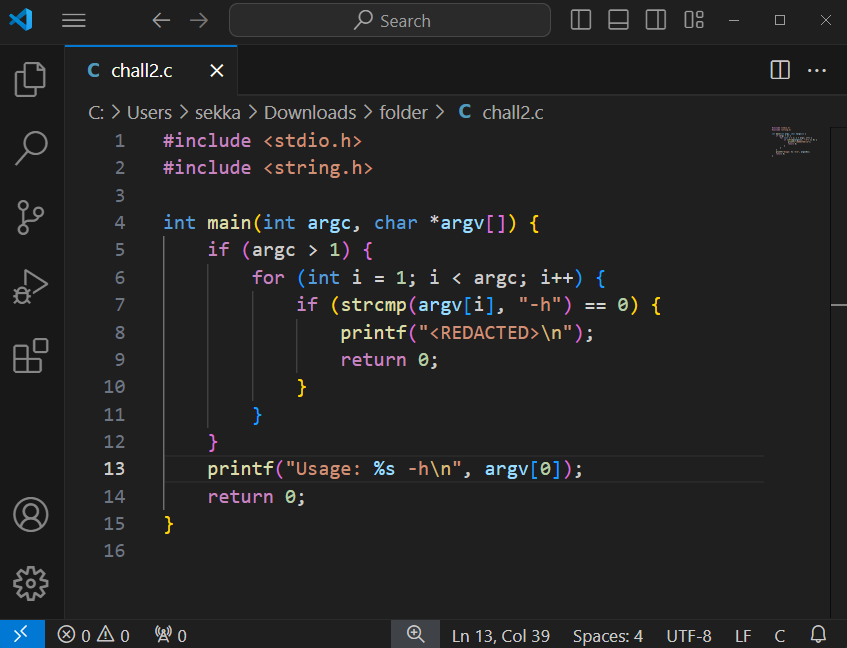 Search
C chall2.c
C: > Users > sekka > Downloads > folder > C chall2.c
1 #include <stdio.h>
2 #include <string.h>
3
4 int main(int argc, char *argv[]) {
5     if (argc > 1) {
6         for (int i = 1; i < argc; i++) {
7             if (strcmp(argv[i], "-h") == 0) {
8                 printf("<REDACTED>\n");
9                 return 0;
10             }
11         }
12     }
13     printf("Usage: %s -h\n", argv[0]);
14     return 0;
15 }
16
0 0 0 Ln 13, Col 39 Spaces: 4 UTF-8 LF C